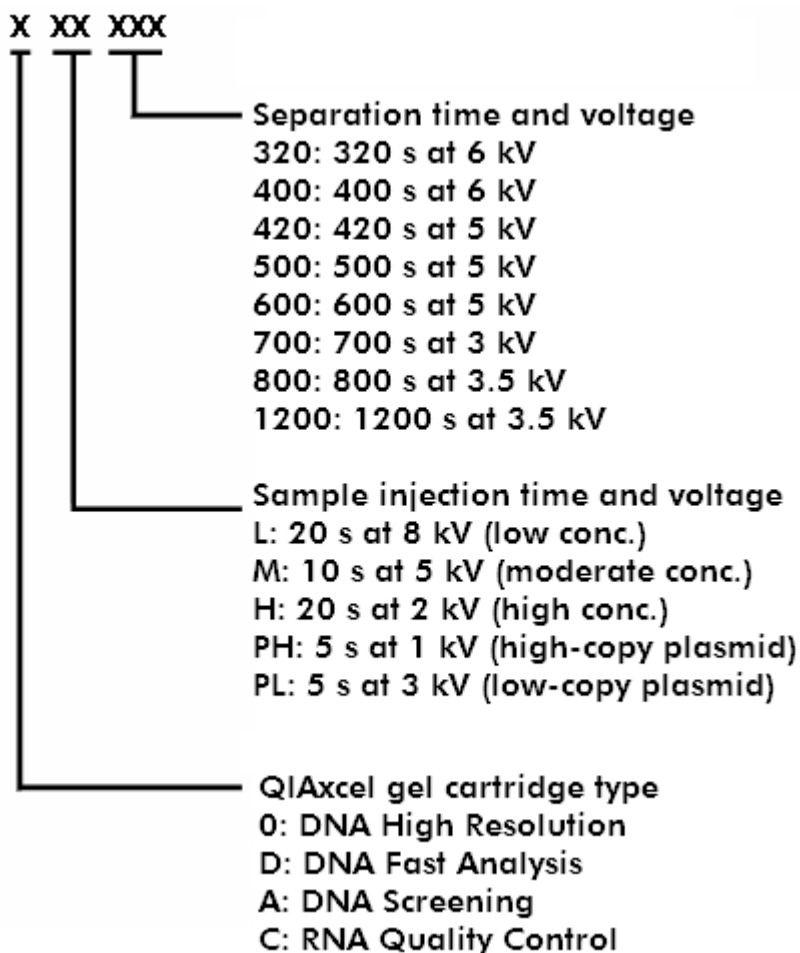 X XX XXX
Separation time and voltage
320: 320 s at 6 kV
400: 400 s at 6 kV
420: 420 s at 5 kV
500: 500 s at 5 kV
600: 600 s at 5 kV
700: 700 s at 3 kV
800: 800 s at 3.5 kV
1200: 1200 s at 3.5 kV
Sample injection time and voltage
L: 20 s at 8 kV (low conc.)
M: 10 s at 5 kV (moderate conc.)
H: 20 s at 2 kV (high conc.)
PH: 5 s at 1 kV (high-copy plasmid)
PL: 5 s at 3 kV (low-copy plasmid)
QIAxcel gel cartridge type
0: DNA High Resolution
D: DNA Fast Analysis
A: DNA Screening
C: RNA Quality Control